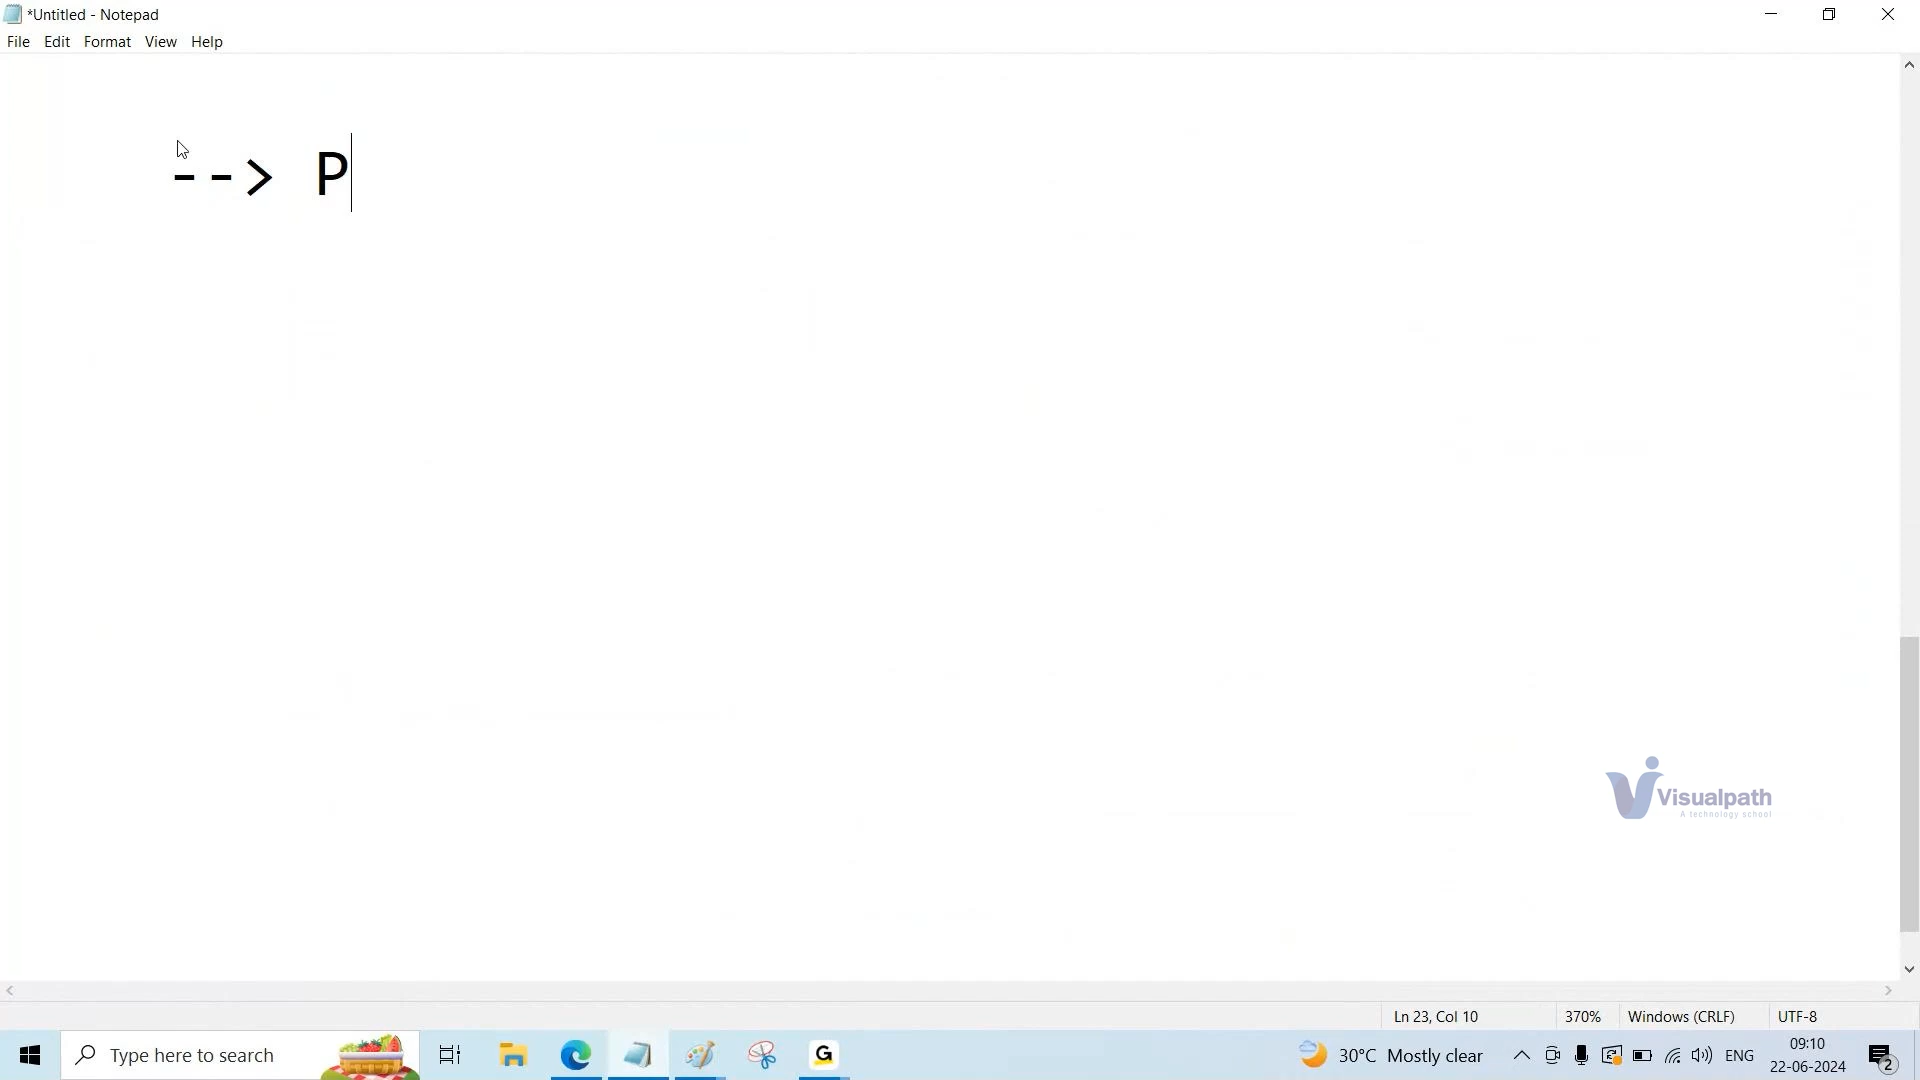 *Untitled - Notepad
File Edit Format View Help
--> P
Visualpath
A technology school
Ln 23, Col 10 370% Windows (CRLF) UTF-8
Type here to search
G
30°C Mostly clear
ENG
09:10
22-06-2024
2